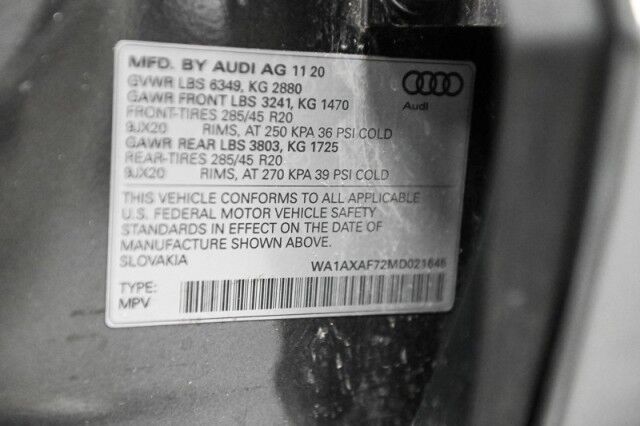 MFD. BY AUDI AG 11 20
GVWR LBS 6349, KG 2880
GAWR FRONT LBS 3241, KG 1470
FRONT-TIRES 285/45 R20
9JX20 RIMS, AT 250 KPA 36 PSI COLD
GAWR REAR LBS 3803, KG 1725
REAR-TIRES 285/45 R20
9JX20 RIMS, AT 270 KPA 39 PSI COLD
Audi
THIS VEHICLE CONFORMS TO ALL APPLICABLE
U.S. FEDERAL MOTOR VEHICLE SAFETY
STANDARDS IN EFFECT ON THE DATE OF
MANUFACTURE SHOWN ABOVE.
SLOVAKIA WA1AXAF72MD021646
TYPE:
MPV